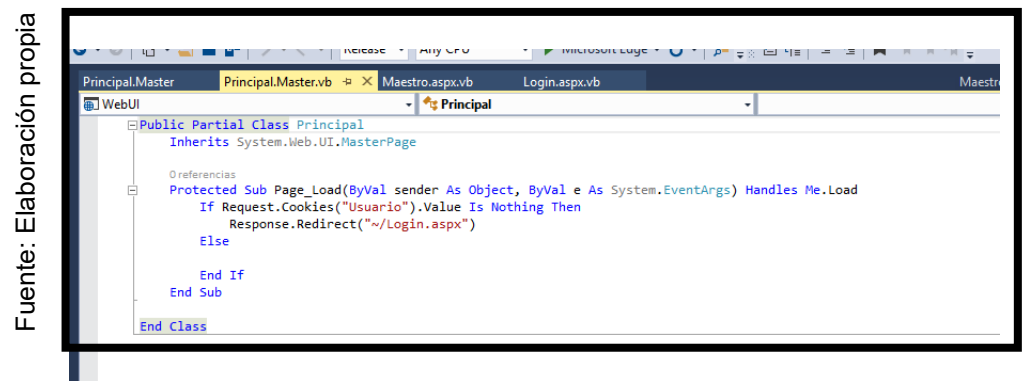 Fuente: Elaboración propia
Release Any CPU Microsoft Edge
Principal.Master Principal.Master.vb Maestro.aspx.vb Login.aspx.vb Maestro
WebUI Principal
Public Partial Class Principal
Inherits System.Web.UI.MasterPage
0 referencias
Protected Sub Page_Load(ByVal sender As Object, ByVal e As System.EventArgs) Handles Me.Load
If Request.Cookies("Usuario").Value Is Nothing Then
Response.Redirect("~/Login.aspx")
Else
End If
End Sub
End Class